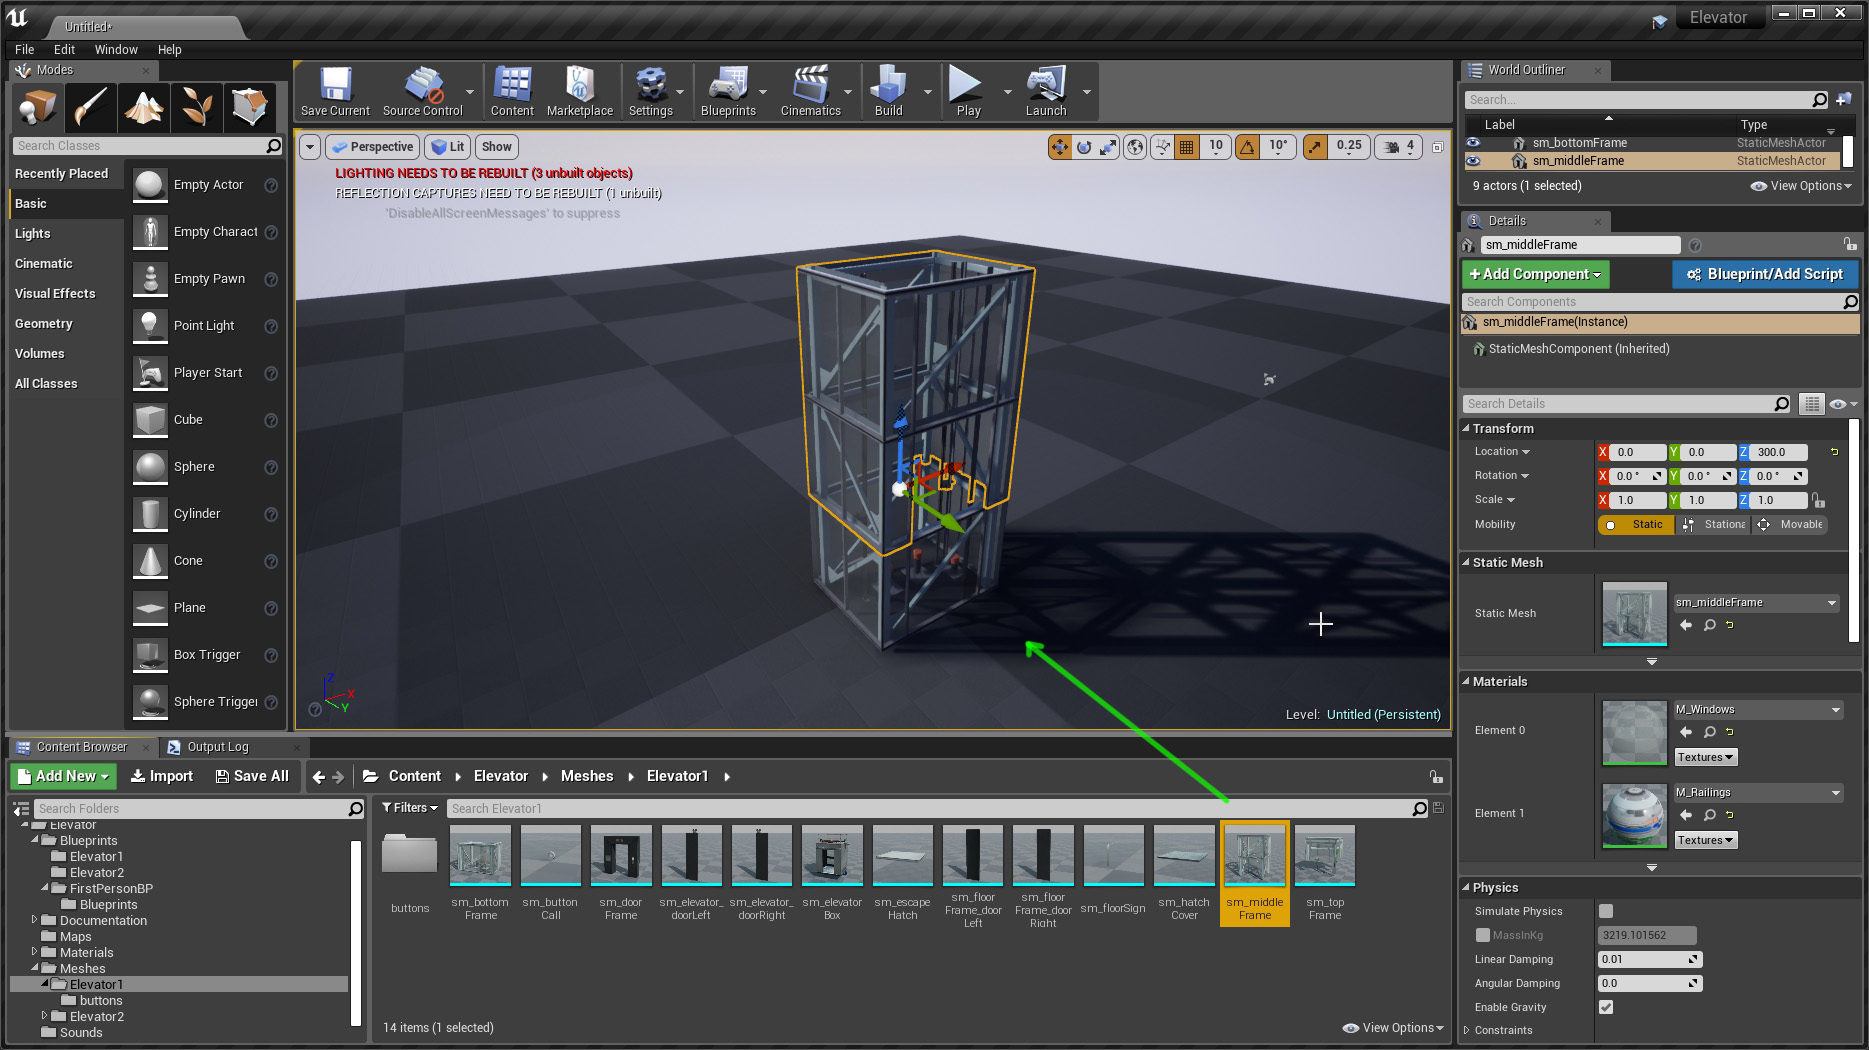 Untitled*
Elevator
File Edit Window Help
Modes
Search Classes
Recently Placed
Basic
Lights
Cinematic
Visual Effects
Geometry
Volumes
All Classes
Empty Actor
Empty Charact
Empty Pawn
Point Light
Player Start
Cube
Sphere
Cylinder
Cone
Plane
Box Trigger
Sphere Trigger
Save Current Source Control Content Marketplace Settings Blueprints Cinematics Build Play Launch
Perspective Lit Show 10 10° 0.25 4
LIGHTING NEEDS TO BE REBUILT (3 unbuilt objects)
REFLECTION CAPTURES NEED TO BE REBUILT (1 unbuilt)
'DisableAllScreenMessages' to suppress
Z
X
Y
Level: Untitled (Persistent)
World Outliner
Search...
Label Type
sm_bottomFrame StaticMeshActor
sm_middleFrame StaticMeshActor
9 actors (1 selected) View Options
Details
sm_middleFrame
+Add Component Blueprint/Add Script
Search Components
sm_middleFrame(Instance)
StaticMeshComponent (Inherited)
Search Details
Transform
Location X 0.0 Y 0.0 Z 300.0
Rotation X 0.0 ° Y 0.0 ° Z 0.0 °
Scale X 1.0 Y 1.0 Z 1.0
Mobility Static Stationa Movable
Static Mesh
Static Mesh sm_middleFrame
Materials
Element 0 M_Windows
Textures
Element 1 M_Railings
Textures
Physics
Simulate Physics
MassInKg 3219.101562
Linear Damping 0.01
Angular Damping 0.0
Enable Gravity
Constraints
Content Browser Output Log
Add New Import Save All Content Elevator Meshes Elevator1
Search Folders
Elevator
Blueprints
Elevator1
Elevator2
FirstPersonBP
Blueprints
Documentation
Maps
Materials
Meshes
Elevator1
buttons
Elevator2
Sounds
Filters Search Elevator1
buttons
sm_bottom
Frame
sm_button
Call
sm_door
Frame
sm_elevator_
doorLeft
sm_elevator_
doorRight
sm_elevator
Box
sm_escape
Hatch
sm_floor
Frame_door
Left
sm_floor
Frame_door
Right
sm_floorSign
sm_hatch
Cover
sm_middle
Frame
sm_top
Frame
14 items (1 selected) View Options